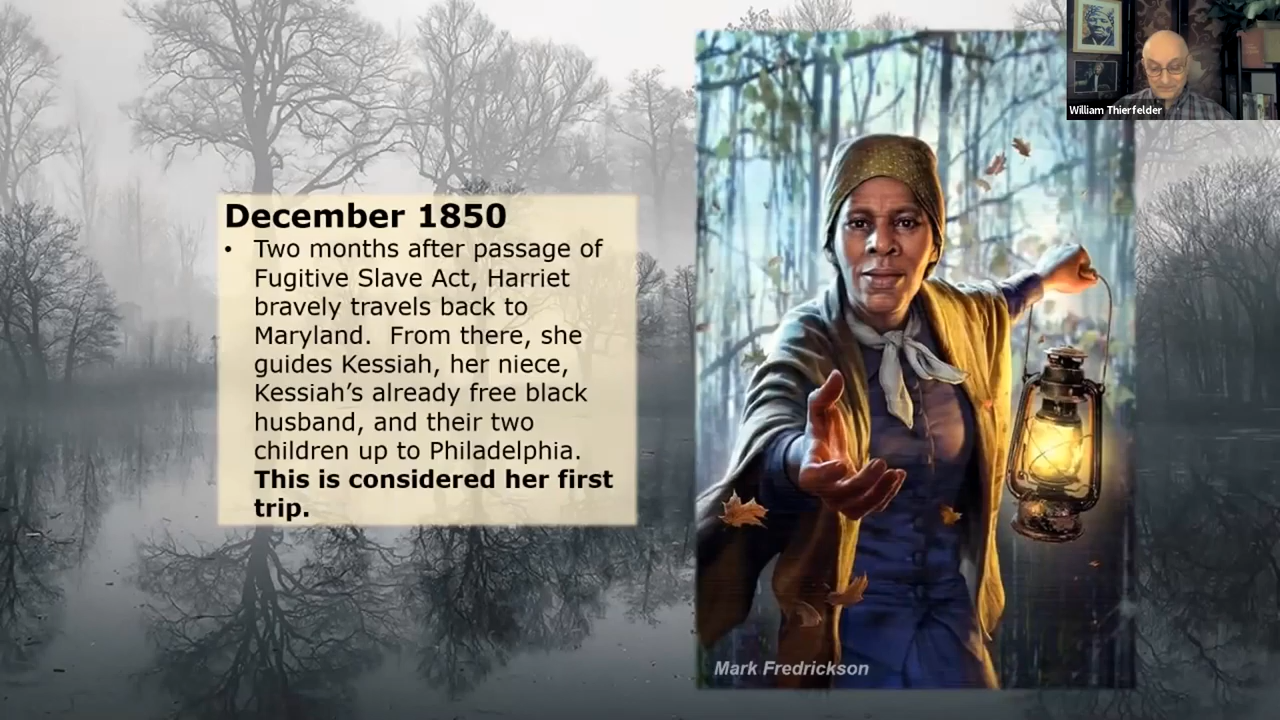 December 1850
• Two months after passage of
Fugitive Slave Act, Harriet
bravely travels back to
Maryland.  From there, she
guides Kessiah, her niece,
Kessiah’s already free black
husband, and their two
children up to Philadelphia.
This is considered her first
trip.
Mark Fredrickson
William Thierfelder